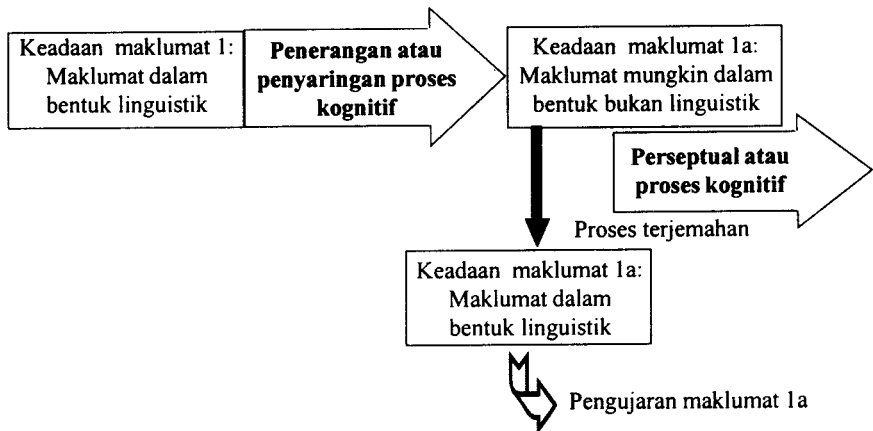 Keadaan maklumat 1:
Maklumat dalam
bentuk linguistik
Penerangan atau
penyaringan proses
kognitif
Keadaan maklumat 1a:
Maklumat mungkin dalam
bentuk bukan linguistik
Perseptual atau
proses kognitif
Proses terjemahan
Keadaan maklumat 1a:
Maklumat dalam
bentuk linguistik
Pengujaran maklumat 1a